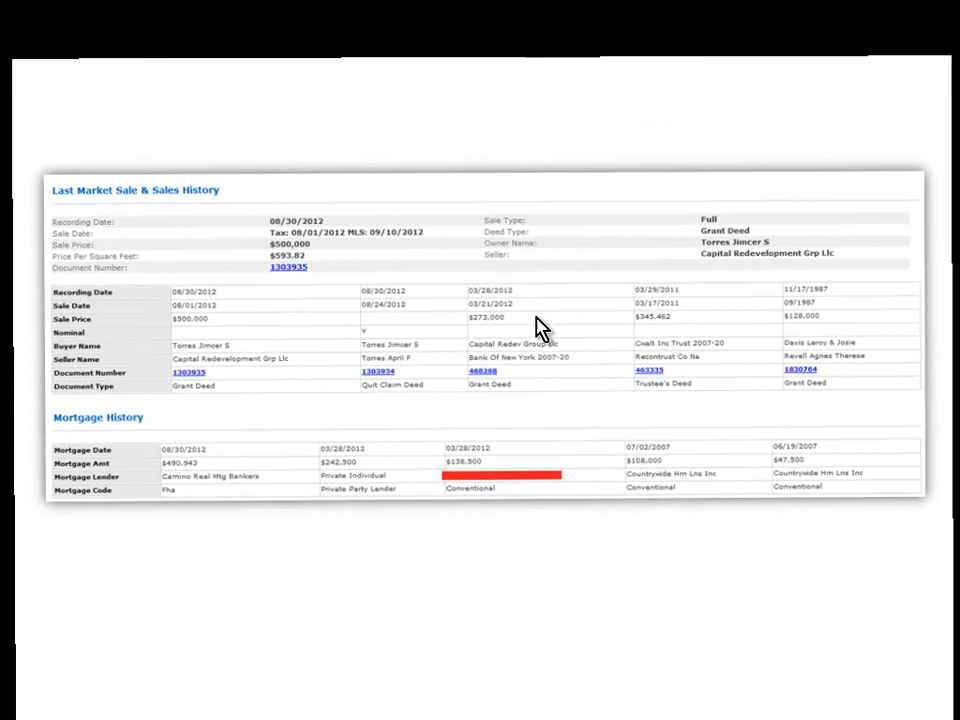 Last Market Sale & Sales History
Recording Date: 08/30/2012 Sale Type: Full
Sale Date: Tax: 08/01/2012 MLS: 09/10/2012 Deed Type: Grant Deed
Sale Price: $500,000 Owner Name: Torres Jimcer S
Price Per Square Feet: $593.82 Seller: Capital Redevelopment Grp Llc
Document Number: 1303935
Recording Date 08/30/2012 08/30/2012 03/28/2012 03/29/2011 11/17/1987
Sale Date 08/01/2012 08/24/2012 03/21/2012 03/17/2011 09/1987
Sale Price $500,000 $273,000 $345,462 $128,000
Nominal Y
Buyer Name Torres Jimcer S Torres Jimcer S Capital Redev Group Llc Cwalt Inc Trust 2007-20 Davis Leroy & Josie
Seller Name Capital Redevelopment Grp Llc Torres April F Bank Of New York 2007-20 Recontrust Co Na Revell Agnes Therese
Document Number 1303935 1303934 468268 463335 1830764
Document Type Grant Deed Quit Claim Deed Grant Deed Trustee's Deed Grant Deed
Mortgage History
Mortgage Date 08/30/2012 03/28/2012 03/28/2012 07/02/2007 06/19/2007
Mortgage Amt $490,943 $242,500 $138,500 $108,000 $47,500
Mortgage Lender Camino Real Mtg Bankers Private Individual Countrywide Hm Lns Inc Countrywide Hm Lns Inc
Mortgage Code Fha Private Party Lender Conventional Conventional Conventional